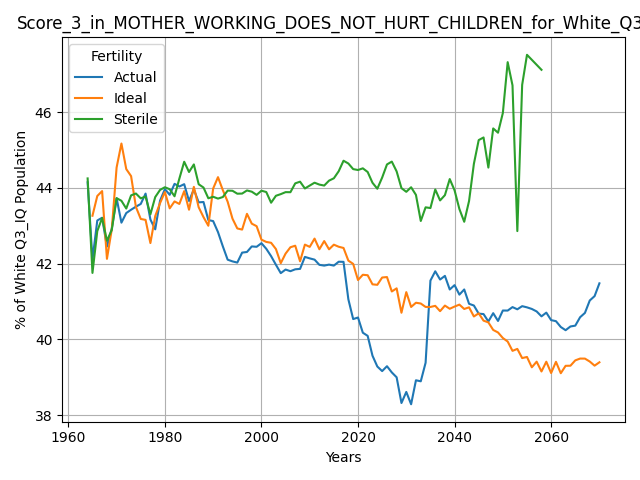 Score_3_in_MOTHER_WORKING_DOES_NOT_HURT_CHILDREN_for_White_Q3
Fertility
Actual
Ideal
Sterile
% of White Q3_IQ Population
46
44
42
40
38
1960 1980 2000 2020 2040 2060
Years